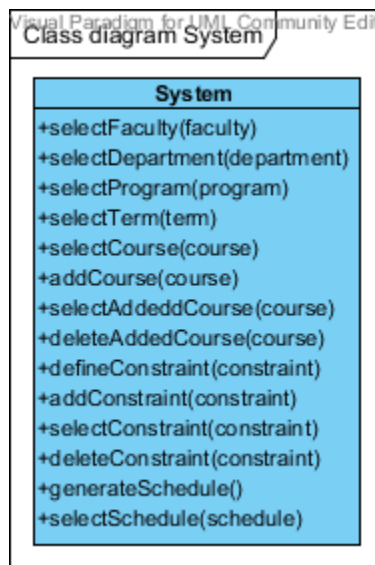 Visual Paradigm for UML Community Edi
Class diagram System
System
+selectFaculty(faculty)
+selectDepartment(department)
+selectProgram(program)
+selectTerm(term)
+selectCourse(course)
+addCourse(course)
+selectAddeddCourse(course)
+deleteAddedCourse(course)
+defineConstraint(constraint)
+addConstraint(constraint)
+selectConstraint(constraint)
+deleteConstraint(constraint)
+generateSchedule()
+selectSchedule(schedule)